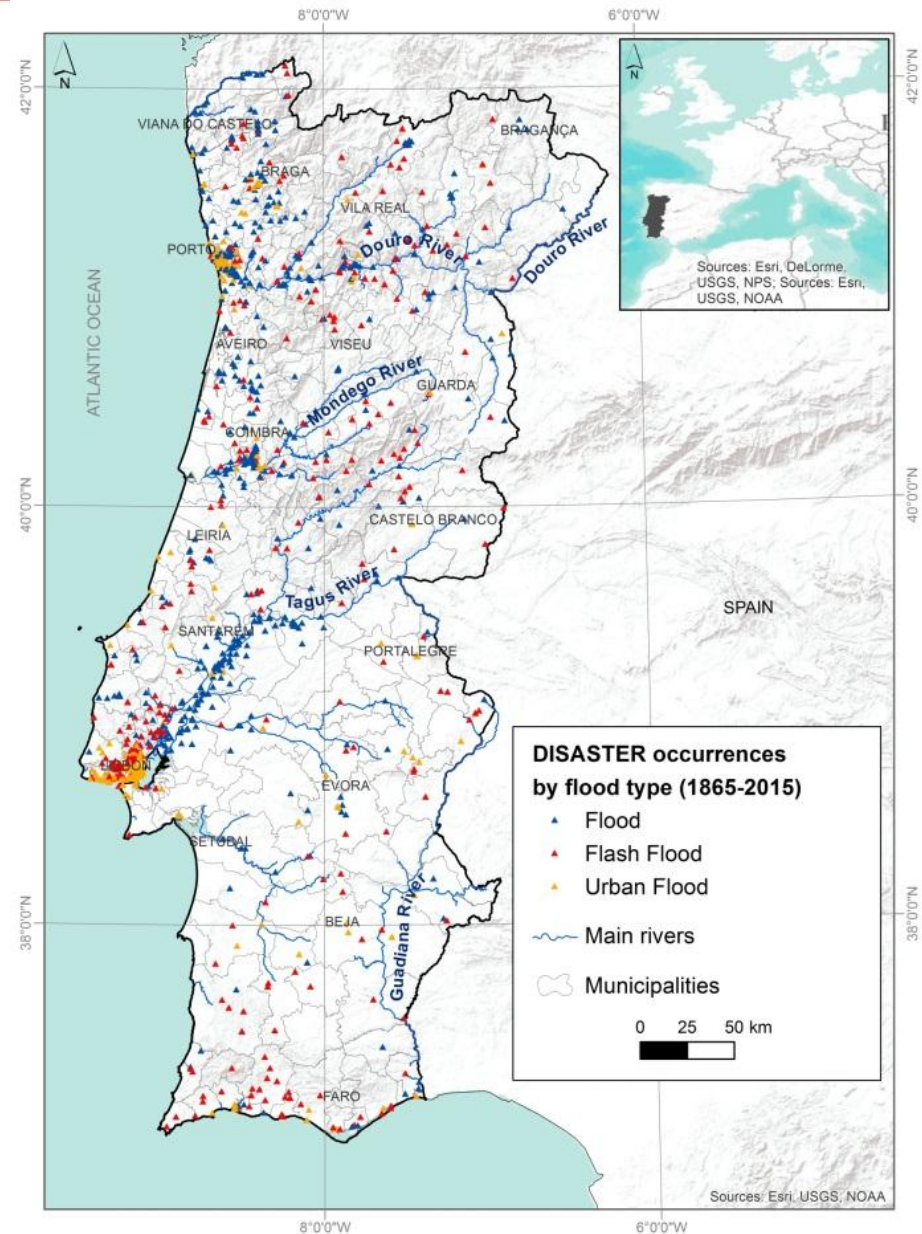 8°0'0"W
6°0'0"W
42°0'0"N
42°0'0"N
N
N
VIANA DO CASTELO
BRAGANÇA
BRAGA
VILA REAL
PORTO
Douro River
Douro River
Sources: Esri, DeLorme,
USGS, NPS; Sources: Esri,
USGS, NOAA
ATLANTIC OCEAN
AVEIRO
VISEU
Mondego River
GUARDA
COIMBRA
40°0'0"N
40°0'0"N
CASTELO BRANCO
LEIRIA
Tagus River
SPAIN
SANTARÉM
PORTALEGRE
LISBON
ÉVORA
SETÚBAL
BEJA
Guadiana River
38°0'0"N
38°0'0"N
FARO
DISASTER occurrences
by flood type (1865-2015)
Flood
Flash Flood
Urban Flood
Main rivers
Municipalities
0 25 50 km
Sources: Esri, USGS, NOAA
8°0'0"W
6°0'0"W